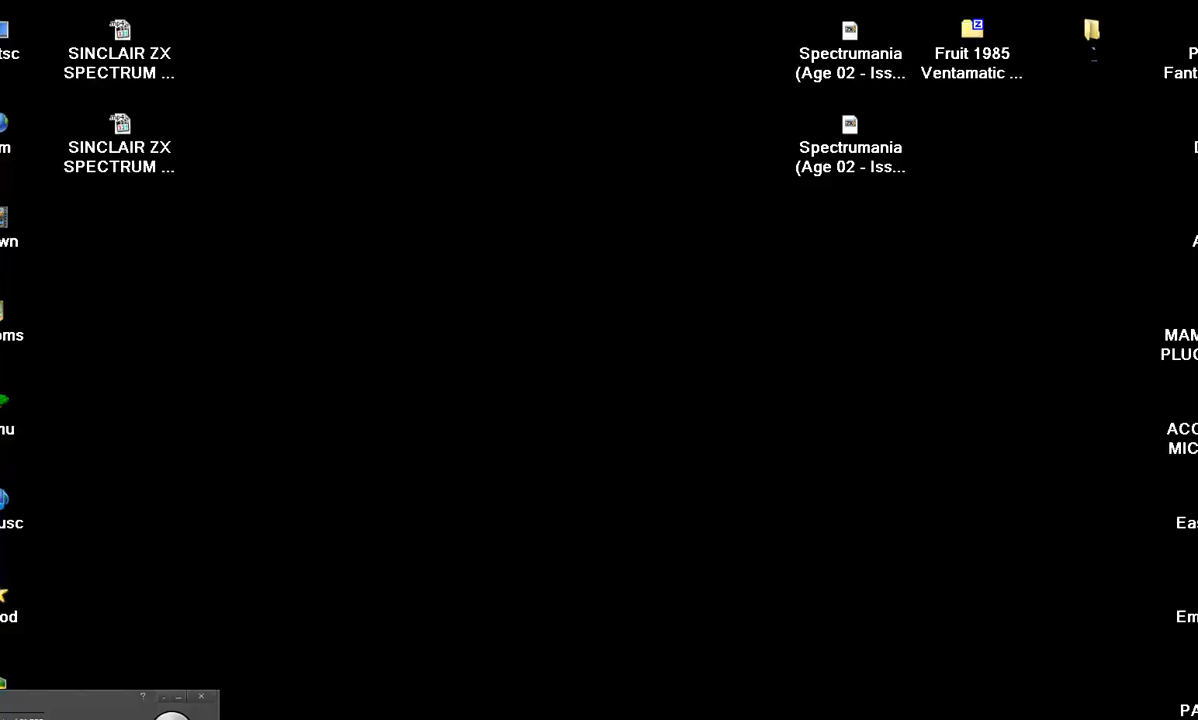 tsc
SINCLAIR ZX
SPECTRUM ...
Spectrumania
(Age 02 - Iss...
Fruit 1985
Ventamatic ...
P
Fant
m
SINCLAIR ZX
SPECTRUM ...
Spectrumania
(Age 02 - Iss...
wn
oms
MAM
PLUG
nu
ACC
MIC
usc
Eas
od
Em
PA